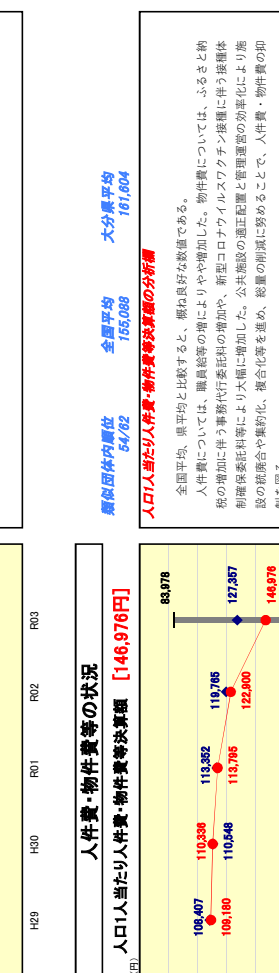 H29 H30 R01 R02 R03
人件費・物件費等の状況
人口1人当たり人件費・物件費等決算額 [146,976円]
類似団体内順位 全国平均 大分県平均
54/62 155,088 161,604
円)
83,978
108,407 110,336 113,352 119,765 127,357
109,180 110,548 113,795 122,900 146,976
人口1人当たり人件費・物件費等決算額の分析欄
全国平均、県平均と比較すると、概ね良好な数値である。
人件費については、職員給等の増によりやや増加した。物件費については、ふるさと納
税の増加に伴う事務代行委託料の増加や、新型コロナウイルスワクチン接種に伴う接種体
制確保委託料等により大幅に増加した。公共施設の適正配置と管理運営の効率化により施
設の統廃合や集約化、複合化等を進め、総量の削減に努めることで、人件費・物件費の抑
制を図る